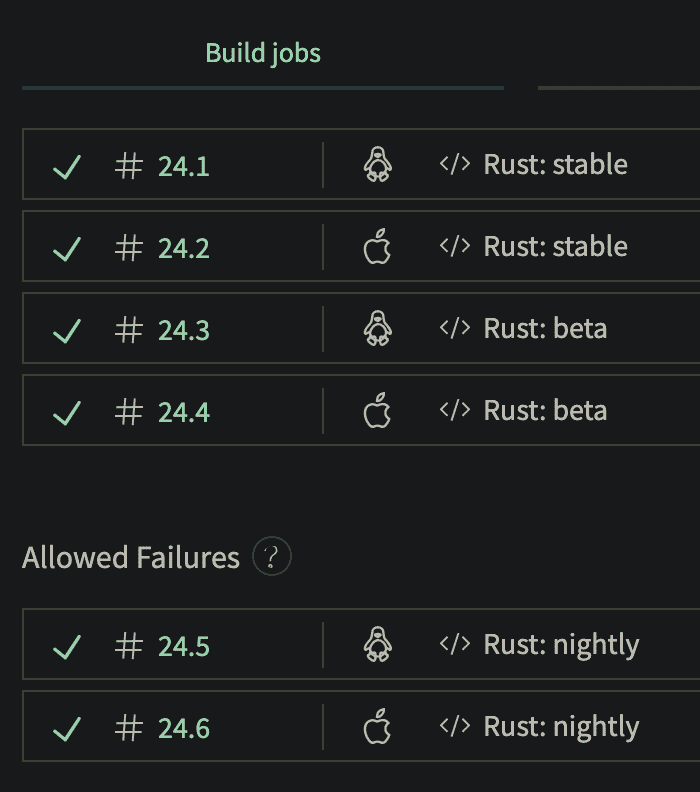 Build jobs
# 24.1 </> Rust: stable
# 24.2 </> Rust: stable
# 24.3 </> Rust: beta
# 24.4 </> Rust: beta
Allowed Failures ?
# 24.5 </> Rust: nightly
# 24.6 </> Rust: nightly